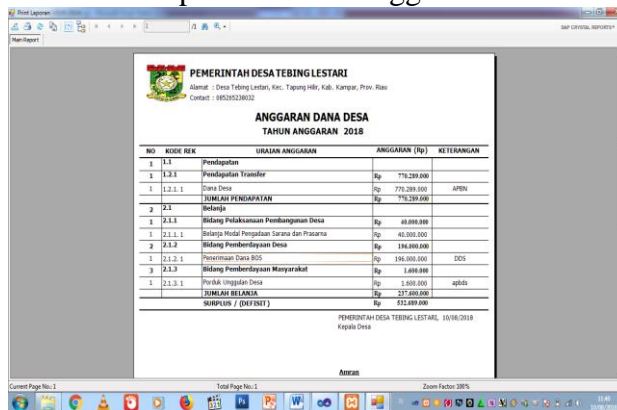 Print Laporan
1
/1
SAP CRYSTAL REPORTS®
Main Report
PEMERINTAH DESA TEBING LESTARI
Alamat : Desa Tebing Lestari, Kec. Tapung Hilir, Kab. Kampar, Prov. Riau
Contact : 085265238032
ANGGARAN DANA DESA
TAHUN ANGGARAN 2018
NO KODE REK URAIAN ANGGARAN ANGGARAN (Rp) KETERANGAN
1 1.1 Pendapatan
1 1.2.1 Pendapatan Transfer Rp 770.289.000
1 1.2.1. 1 Dana Desa Rp 770.289.000 APBN
JUMLAH PENDAPATAN Rp 770.289.000
2 2.1 Belanja
1 2.1.1 Bidang Pelaksanaan Pembangunan Desa Rp 40.000.000
1 2.1.1. 1 Belanja Modal Pengadaan Sarana dan Prasarna Rp 40.000.000
2 2.1.2 Bidang Pemberdayaan Desa Rp 196.000.000
1 2.1.2. 1 Penerimaan Dana BOS Rp 196.000.000 DDS
3 2.1.3 Bidang Pemberdayaan Masyarakat Rp 1.600.000
1 2.1.3. 1 Porduk Unggulan Desa Rp 1.600.000 apbds
JUMLAH BELANJA Rp 237.600.000
SURPLUS / (DEFISIT) Rp 532.689.000
PEMERINTAH DESA TEBING LESTARI, 10/08/2018
Kepala Desa
Amran
Current Page No.: 1 Total Page No.: 1 Zoom Factor: 100%